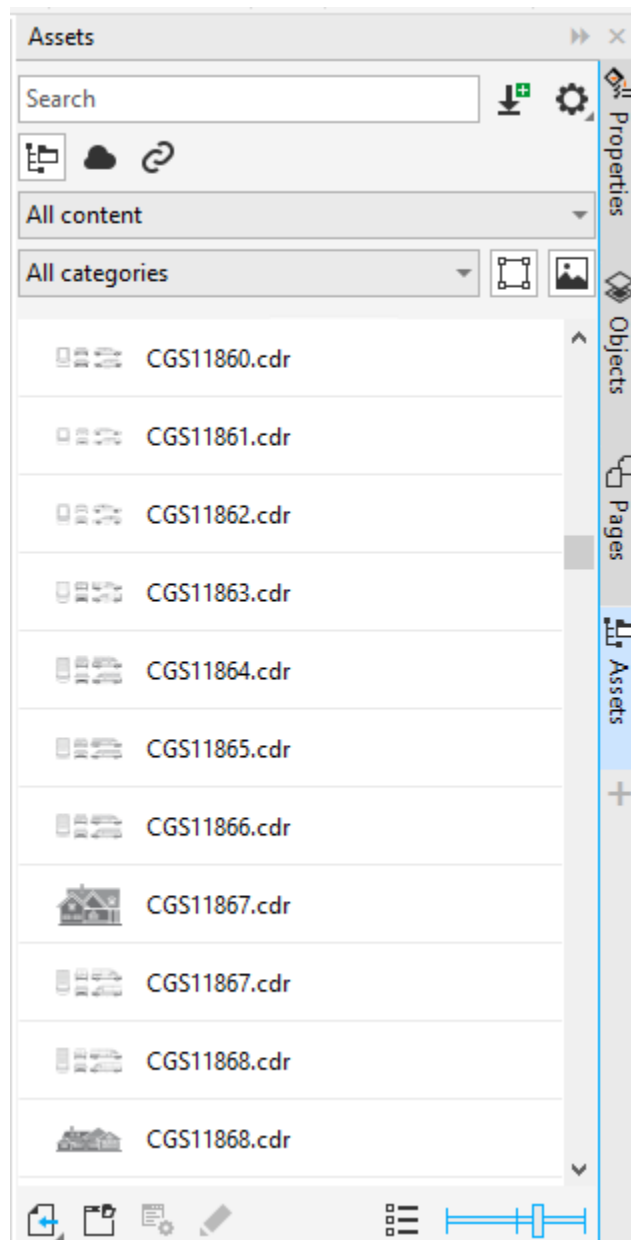 Assets
Search
All content
All categories
CGS11860.cdr
CGS11861.cdr
CGS11862.cdr
CGS11863.cdr
CGS11864.cdr
CGS11865.cdr
CGS11866.cdr
CGS11867.cdr
CGS11867.cdr
CGS11868.cdr
CGS11868.cdr
Properties
Objects
Pages
Assets